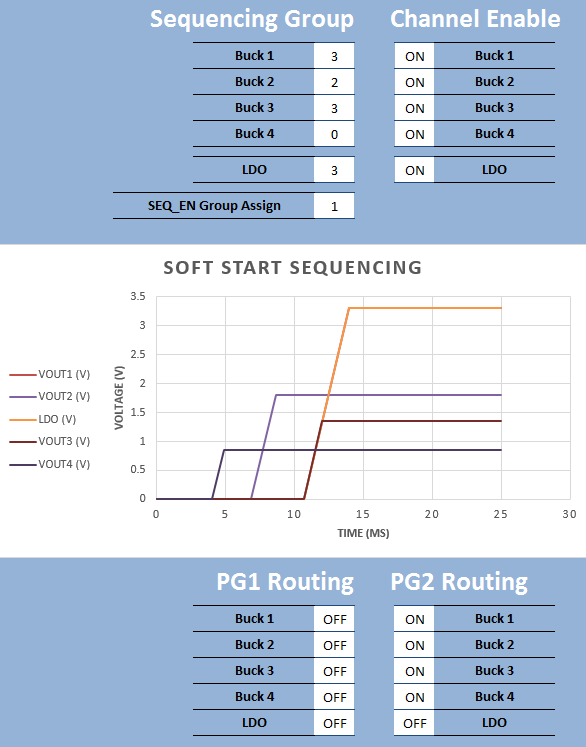 Sequencing Group Channel Enable
Buck 1 3 ON Buck 1
Buck 2 2 ON Buck 2
Buck 3 3 ON Buck 3
Buck 4 0 ON Buck 4
LDO 3 ON LDO
SEQ_EN Group Assign 1
SOFT START SEQUENCING
3.5
3
2.5
2
1.5
1
0.5
0
VOLTAGE (V)
VOUT1 (V)
VOUT2 (V)
LDO (V)
VOUT3 (V)
VOUT4 (V)
0 5 10 15 20 25 30
TIME (MS)
PG1 Routing PG2 Routing
Buck 1 OFF ON Buck 1
Buck 2 OFF ON Buck 2
Buck 3 OFF ON Buck 3
Buck 4 OFF ON Buck 4
LDO OFF OFF LDO